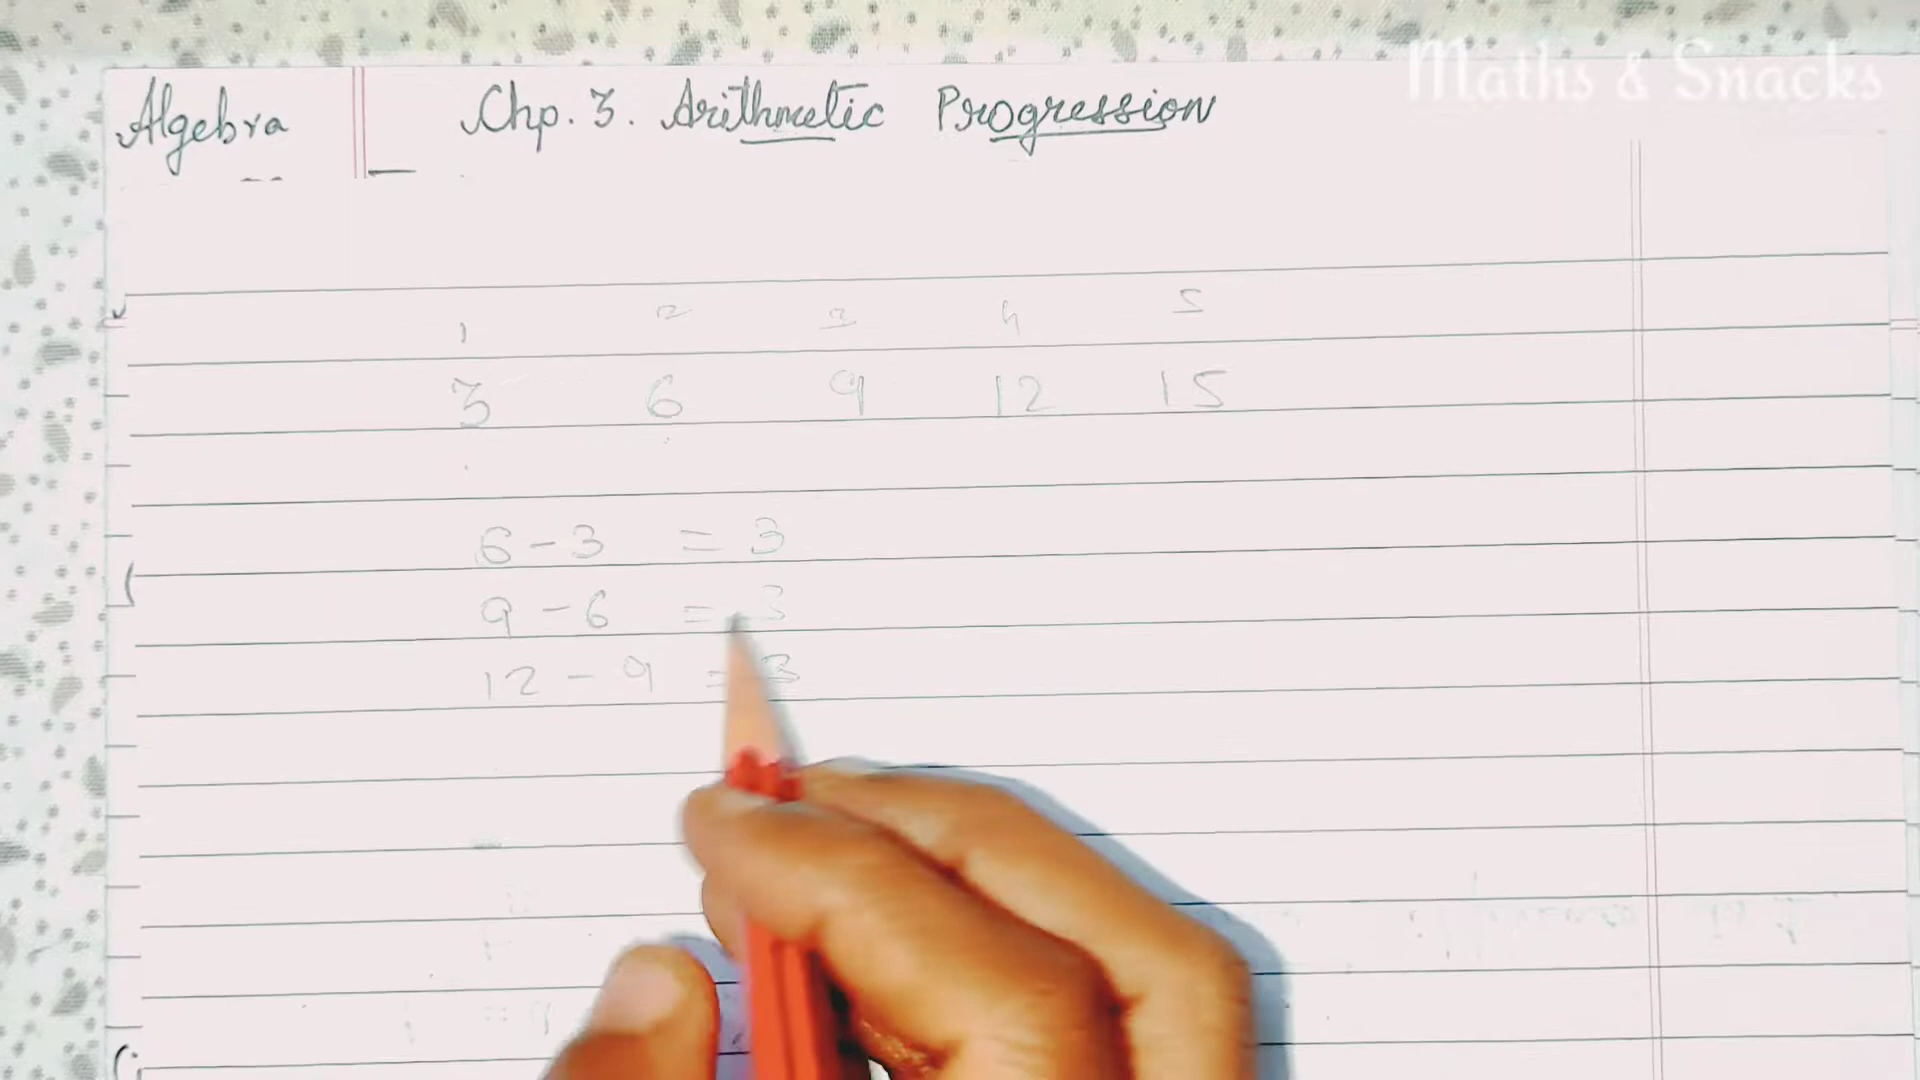 Maths & Snacks
Algebra Chp. 3. Arithmetic Progression
1 2 3 4 5
3 6 9 12 15
6 - 3 = 3
9 - 6 = 3
12 - 9 = 3